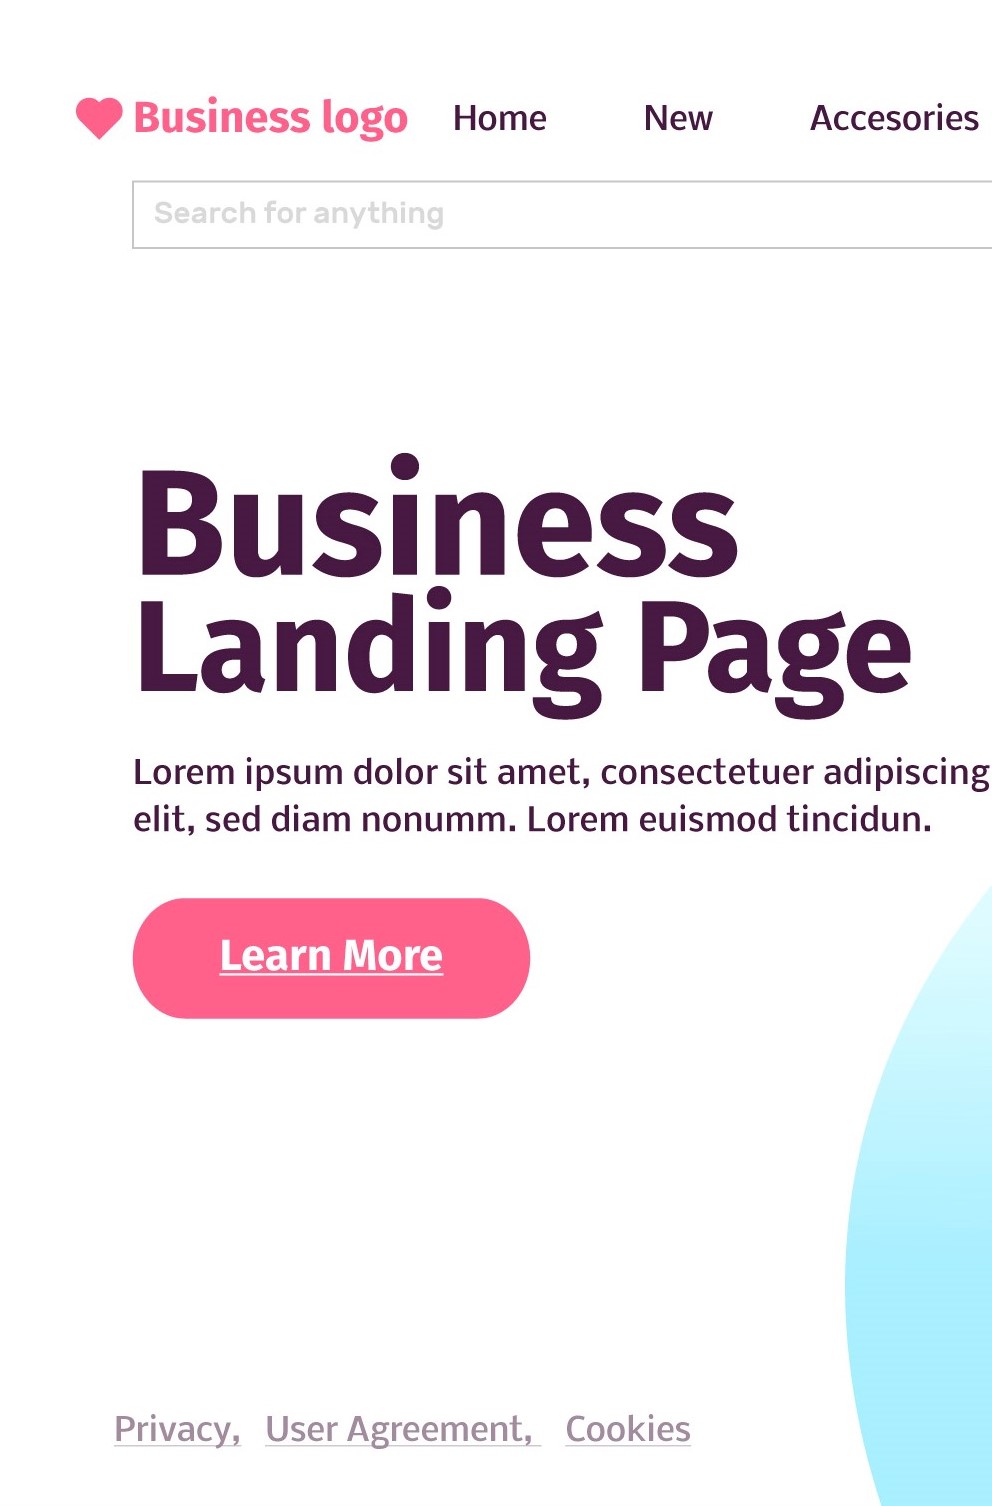 Business logo Home New Accesories
Search for anything
Business
Landing Page
Lorem ipsum dolor sit amet, consectetuer adipiscing
elit, sed diam nonumm. Lorem euismod tincidun.
Learn More
Privacy, User Agreement, Cookies